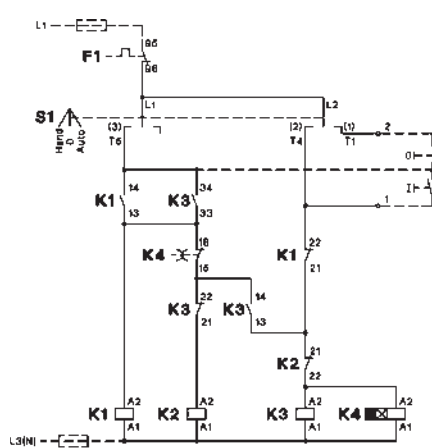 L1
95
F1
96
L1 L2
S1 (3) (2) (1) 2
Hand
0
Auto
T5 T4 T1
0
I
14 34 1
K1 K3
13 33
16 22
K4 K1
15 21
22 14
K3 K3
21 13
21
K2
22
A2 A2 A2 A2
K1 K2 K3 K4
A1 A1 A1 A1
L3(N)